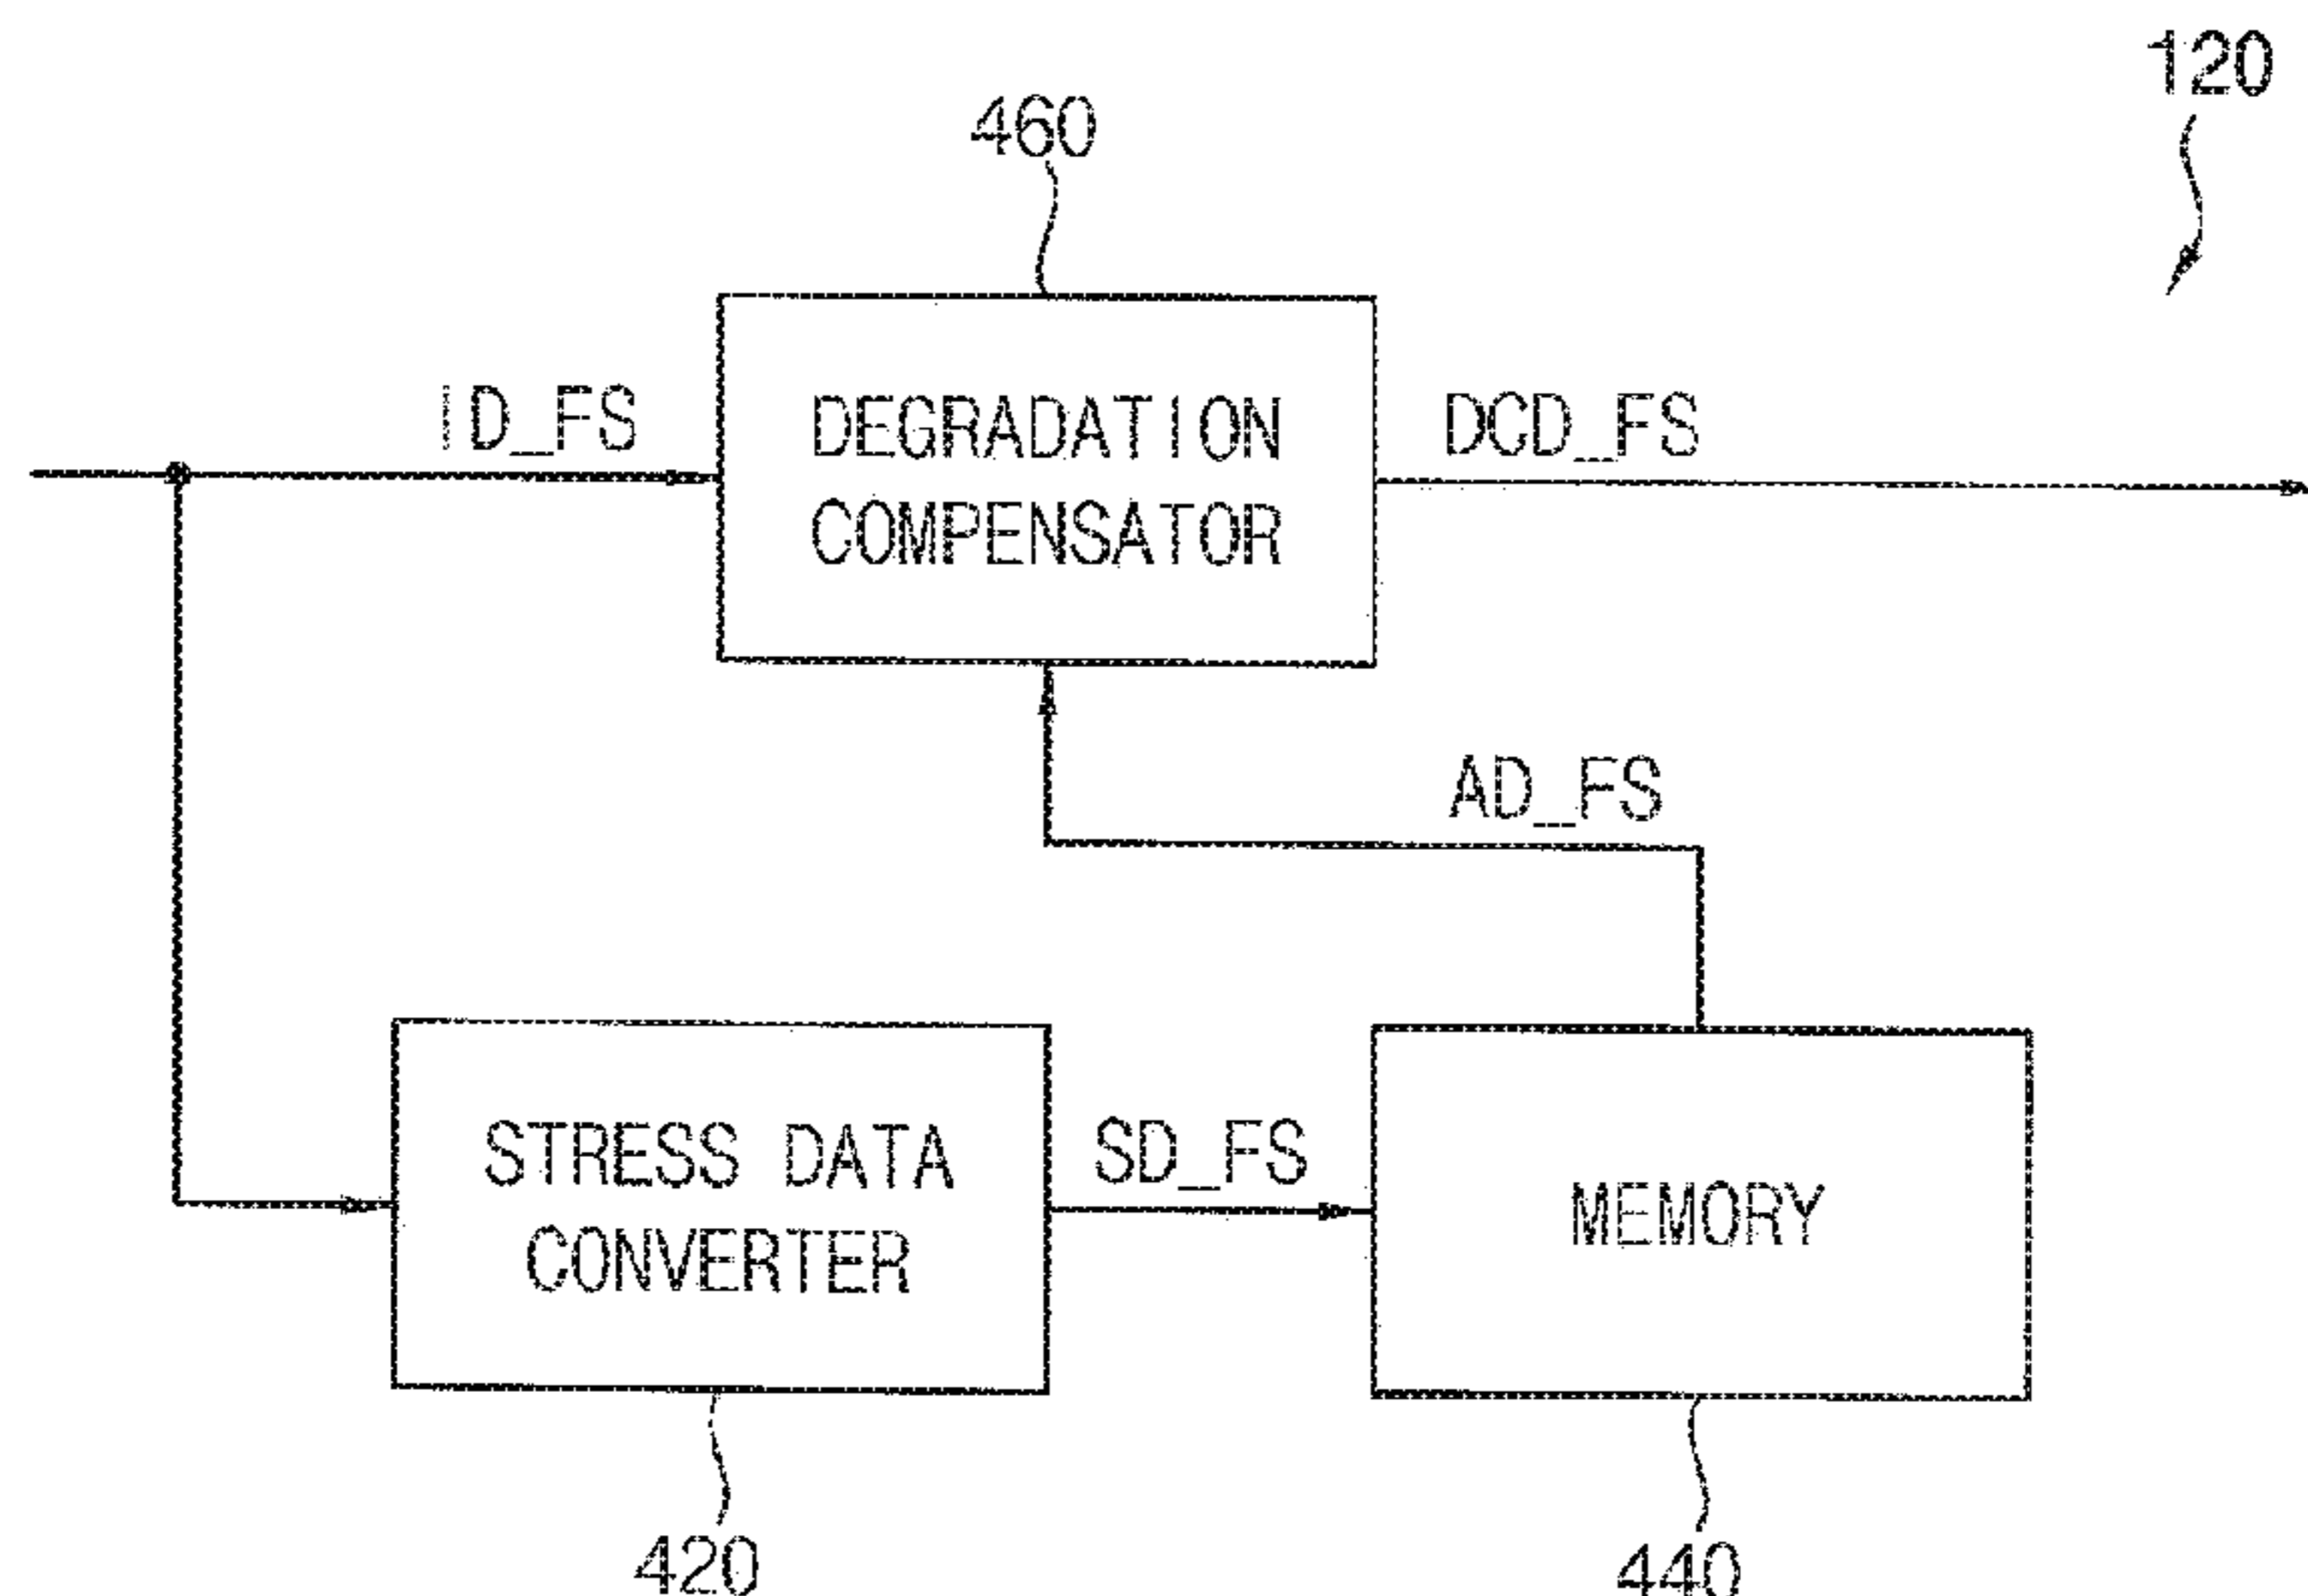 120
460
ID_FS
DEGRADATION
COMPENSATOR
DCD_FS
AD_FS
STRESS DATA
CONVERTER
SD_FS
MEMORY
420
440